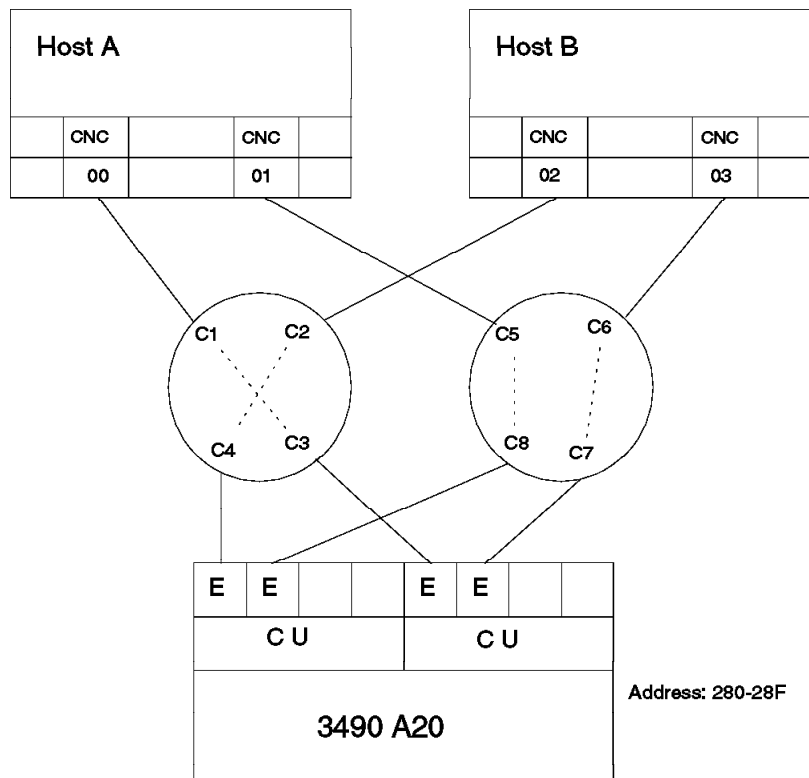 Host A
Host B
CNC
CNC
CNC
CNC
00
01
02
03
C1
C2
C5
C6
C4
C3
C8
C7
E
E
E
E
C U
C U
Address: 280-28F
3490 A20